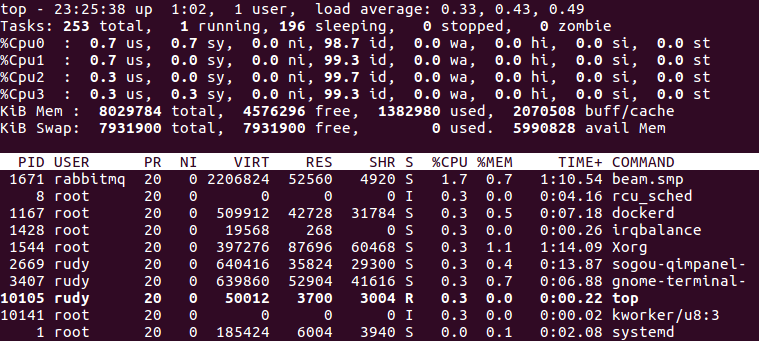 top - 23:25:38 up  1:02,  1 user,  load average: 0.33, 0.43, 0.49
Tasks: 253 total,   1 running, 196 sleeping,   0 stopped,   0 zombie
%Cpu0  :  0.7 us,  0.7 sy,  0.0 ni, 98.7 id,  0.0 wa,  0.0 hi,  0.0 si,  0.0 st
%Cpu1  :  0.7 us,  0.0 sy,  0.0 ni, 99.3 id,  0.0 wa,  0.0 hi,  0.0 si,  0.0 st
%Cpu2  :  0.3 us,  0.0 sy,  0.0 ni, 99.7 id,  0.0 wa,  0.0 hi,  0.0 si,  0.0 st
%Cpu3  :  0.3 us,  0.3 sy,  0.0 ni, 99.3 id,  0.0 wa,  0.0 hi,  0.0 si,  0.0 st
KiB Mem :  8029784 total,  4576296 free,  1382980 used,  2070508 buff/cache
KiB Swap:  7931900 total,  7931900 free,        0 used.  5990828 avail Mem
  PID USER      PR  NI    VIRT    RES    SHR S  %CPU %MEM     TIME+ COMMAND
 1671 rabbitmq  20   0 2206824  52560   4920 S   1.7  0.7   1:10.54 beam.smp
    8 root      20   0       0      0      0 I   0.3  0.0   0:04.16 rcu_sched
 1167 root      20   0  509912  42728  31784 S   0.3  0.5   0:07.18 dockerd
 1428 root      20   0   19568    268      0 S   0.3  0.0   0:00.26 irqbalance
 1544 root      20   0  397276  87696  60468 S   0.3  1.1   1:14.09 Xorg
 2669 rudy      20   0  640416  35824  29300 S   0.3  0.4   0:13.87 sogou-qimpanel-
 3407 rudy      20   0  639860  52904  41616 S   0.3  0.7   0:06.88 gnome-terminal-
10105 rudy      20   0   50012   3700   3004 R   0.3  0.0   0:00.22 top
10141 root      20   0       0      0      0 I   0.3  0.0   0:00.02 kworker/u8:3
    1 root      20   0  185424   6004   3940 S   0.0  0.1   0:02.08 systemd